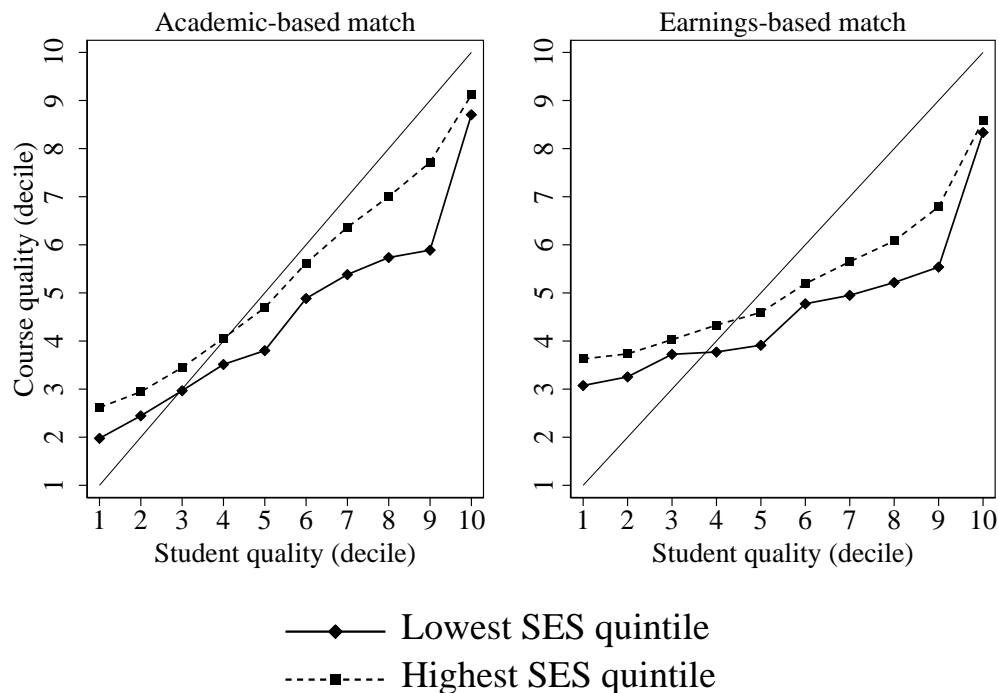 Academic-based match
Earnings-based match
Course quality (decile)
10
9
8
7
6
5
4
3
2
1
1 2 3 4 5 6 7 8 9 10
Student quality (decile)
10
9
8
7
6
5
4
3
2
1
1 2 3 4 5 6 7 8 9 10
Student quality (decile)
Lowest SES quintile
Highest SES quintile